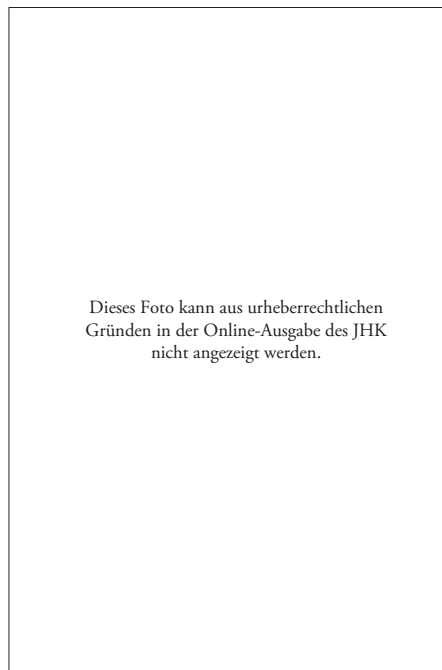 Dieses Foto kann aus urheberrechtlichen
Gründen in der Online-Ausgabe des JHK
nicht angezeigt werden.